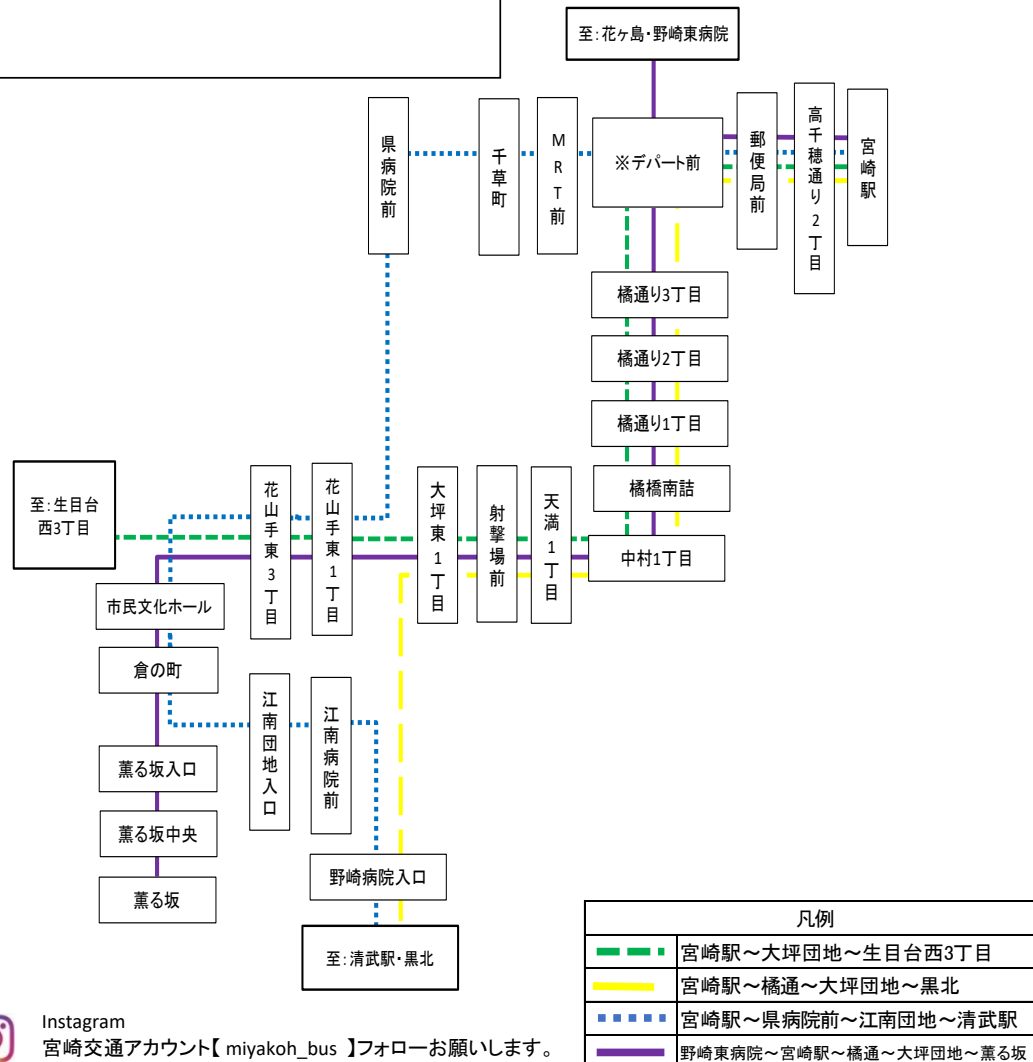 至:花ヶ島・野崎東病院
県病院前
千草町
MRT前
※デパート前
郵便局前
高千穂通り2丁目
宮崎駅
橘通り3丁目
橘通り2丁目
橘通り1丁目
橘橋南詰
中村1丁目
至:生目台
西3丁目
花山手東3丁目
花山手東1丁目
大坪東1丁目
射撃場前
天満1丁目
市民文化ホール
倉の町
江南団地入口
江南病院前
薫る坂入口
薫る坂中央
薫る坂
野崎病院入口
至:清武駅・黒北
凡例
宮崎駅~大坪団地~生目台西3丁目
宮崎駅~橘通~大坪団地~黒北
宮崎駅~県病院前~江南団地~清武駅
野崎東病院~宮崎駅~橘通~大坪団地~薫る坂
Instagram
宮崎交通アカウント【 miyakoh_bus 】フォローお願いします。